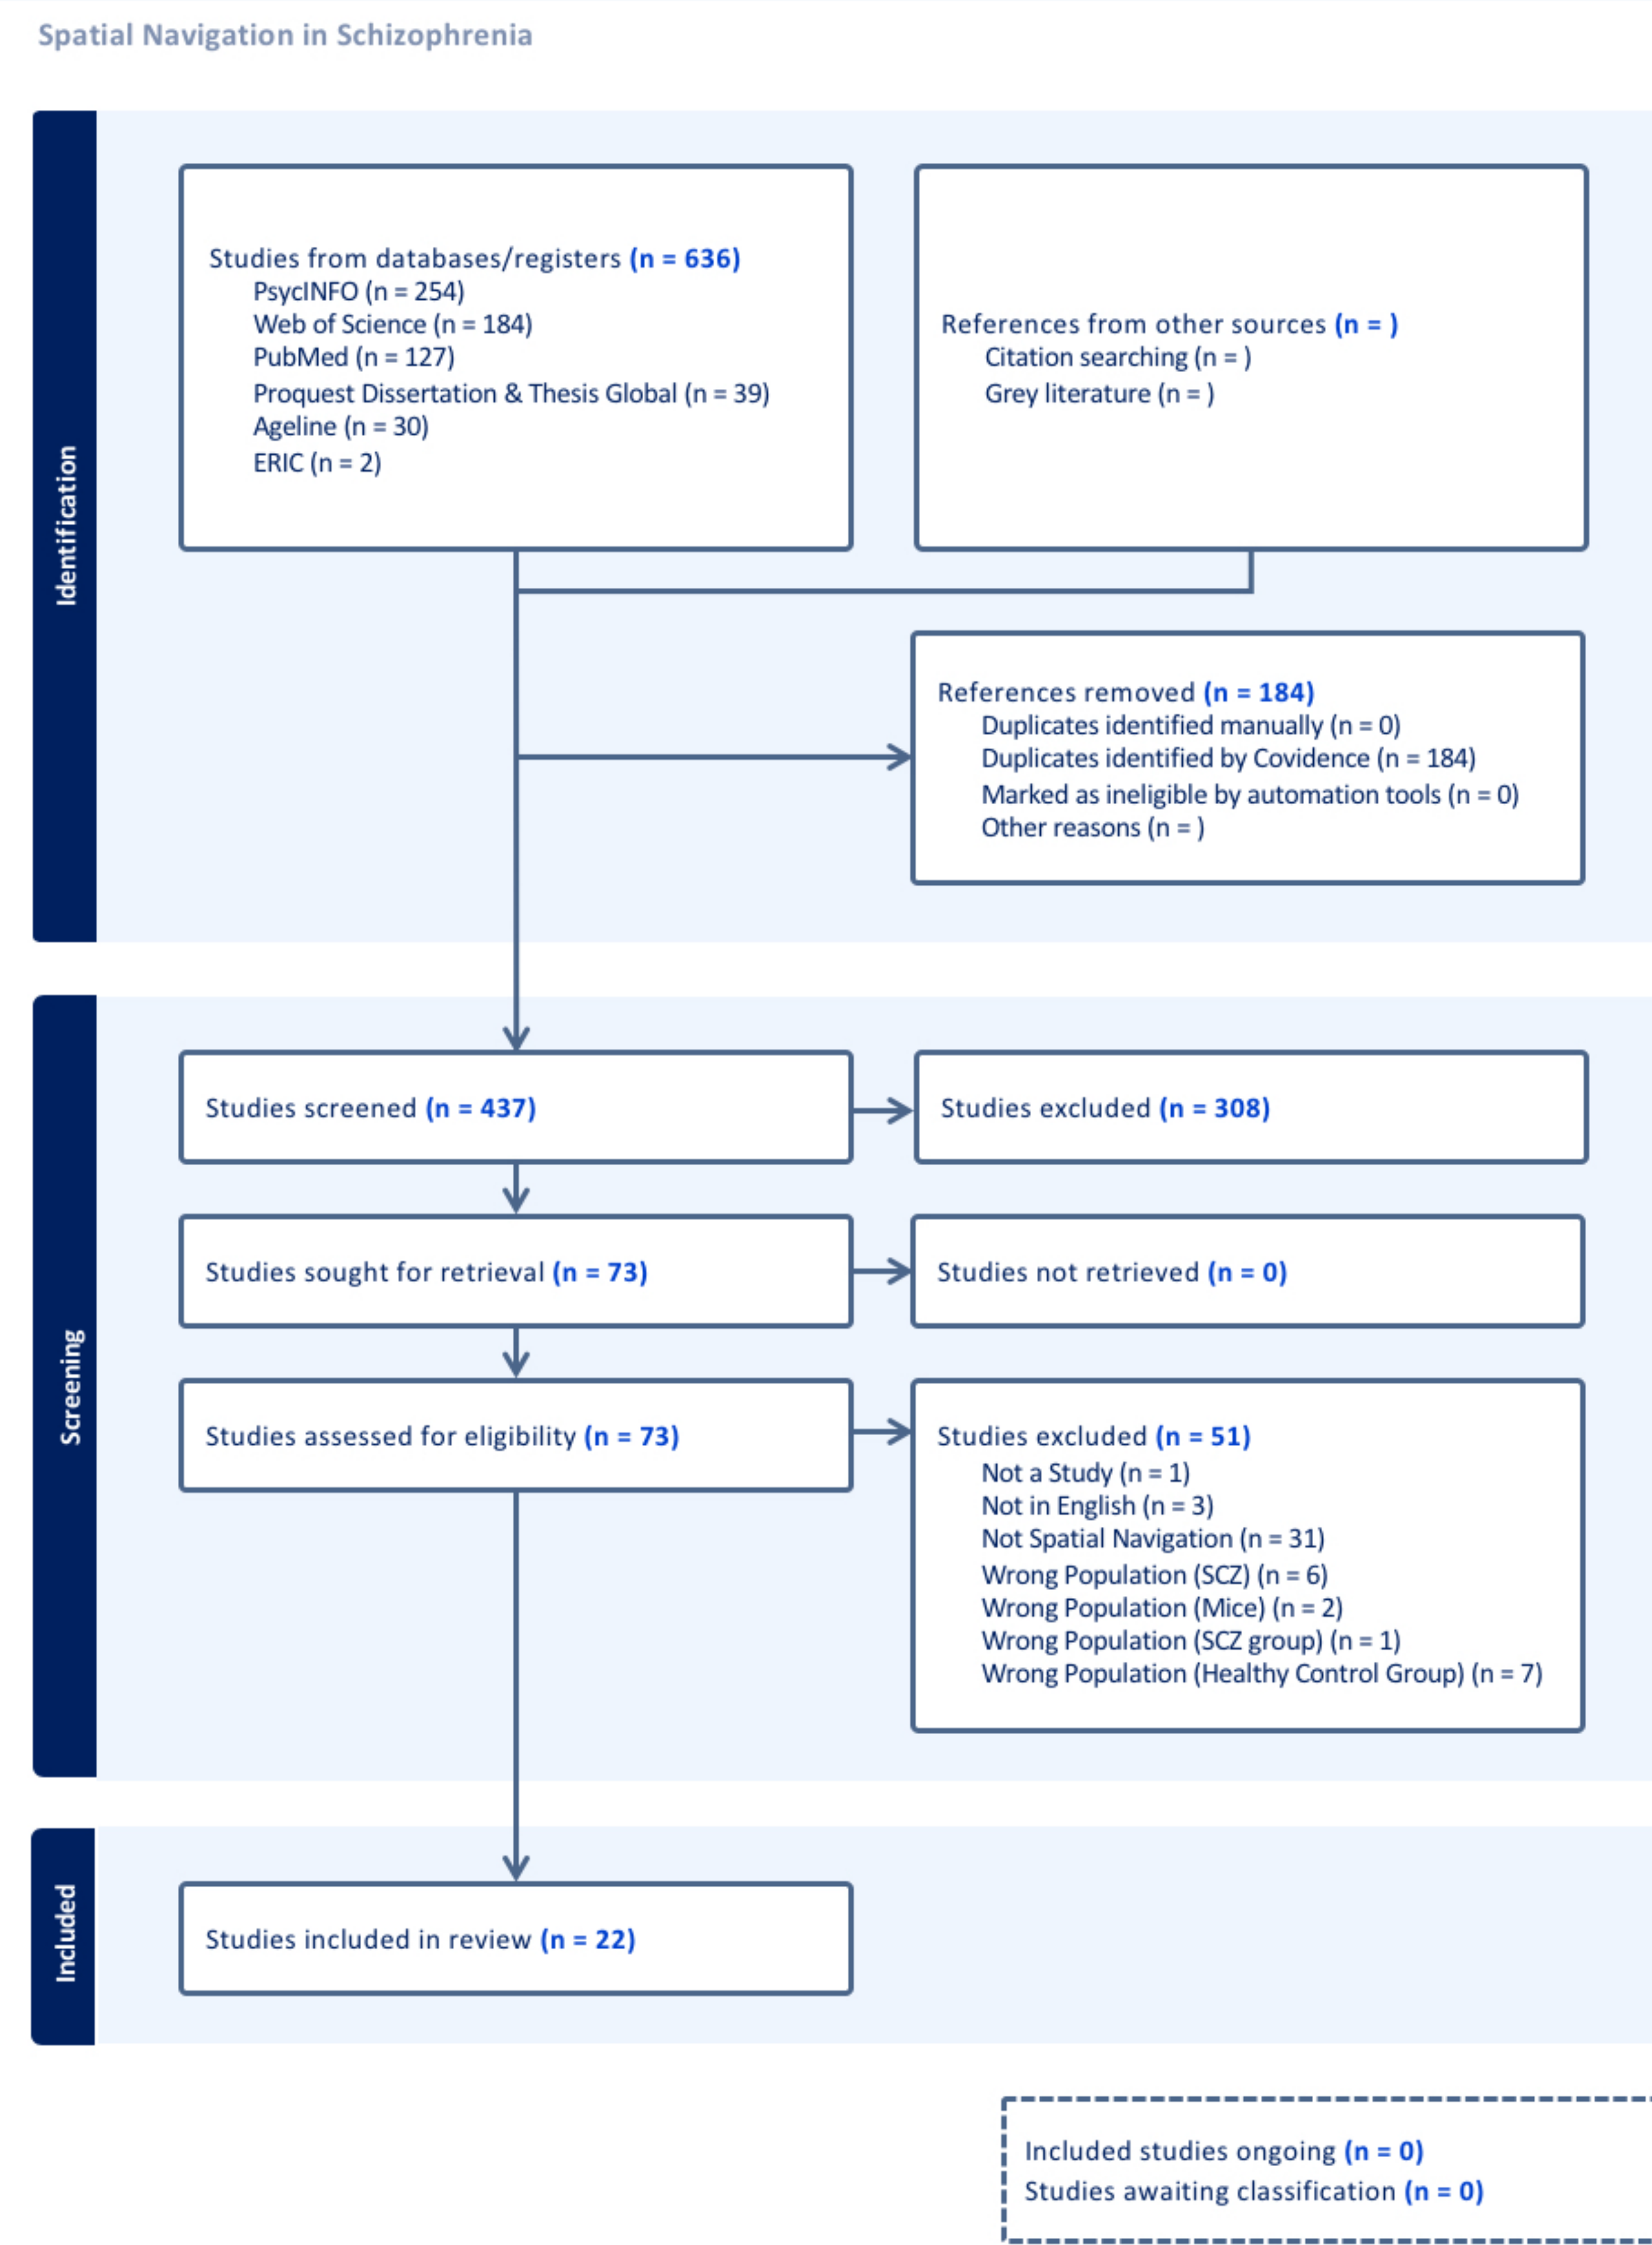 Spatial Navigation in Schizophrenia
Identification
Studies from databases/registers (n = 636)
PsycINFO (n = 254)
Web of Science (n = 184)
PubMed (n = 127)
Proquest Dissertation & Thesis Global (n = 39)
Ageline (n = 30)
ERIC (n = 2)
References from other sources (n = )
Citation searching (n = )
Grey literature (n = )
References removed (n = 184)
Duplicates identified manually (n = 0)
Duplicates identified by Covidence (n = 184)
Marked as ineligible by automation tools (n = 0)
Other reasons (n = )
Screening
Studies screened (n = 437)
Studies excluded (n = 308)
Studies sought for retrieval (n = 73)
Studies not retrieved (n = 0)
Studies assessed for eligibility (n = 73)
Studies excluded (n = 51)
Not a Study (n = 1)
Not in English (n = 3)
Not Spatial Navigation (n = 31)
Wrong Population (SCZ) (n = 6)
Wrong Population (Mice) (n = 2)
Wrong Population (SCZ group) (n = 1)
Wrong Population (Healthy Control Group) (n = 7)
Included
Studies included in review (n = 22)
Included studies ongoing (n = 0)
Studies awaiting classification (n = 0)